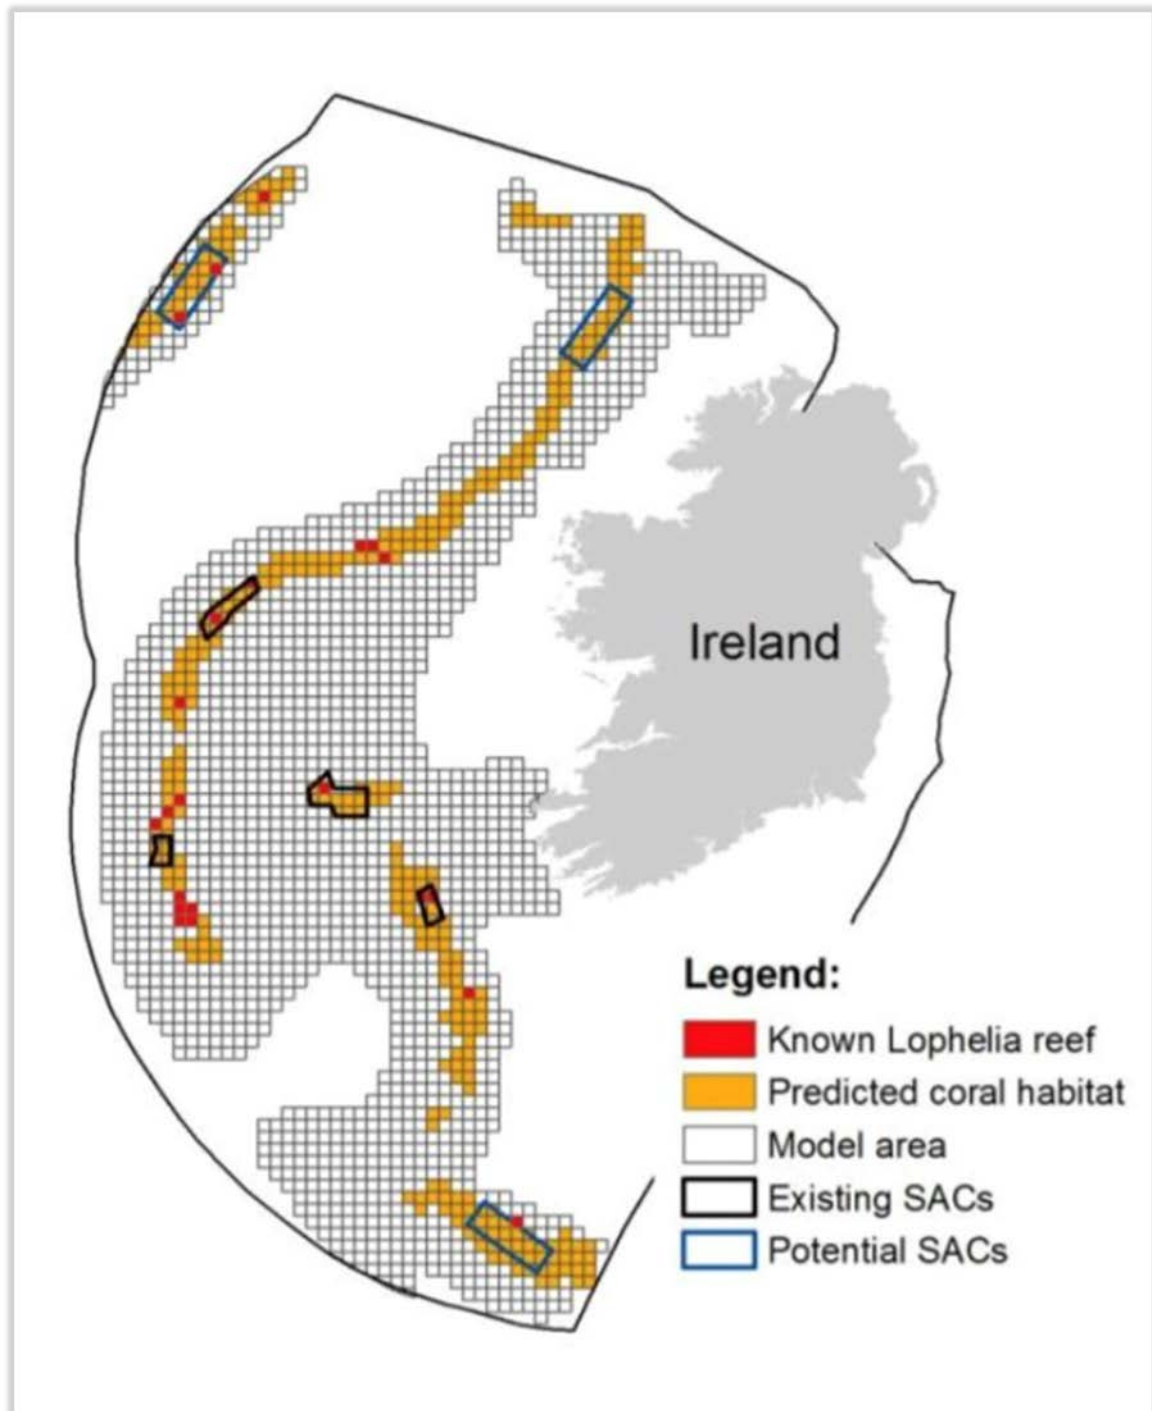 Ireland
Legend:
Known Lophelia reef
Predicted coral habitat
Model area
Existing SACs
Potential SACs